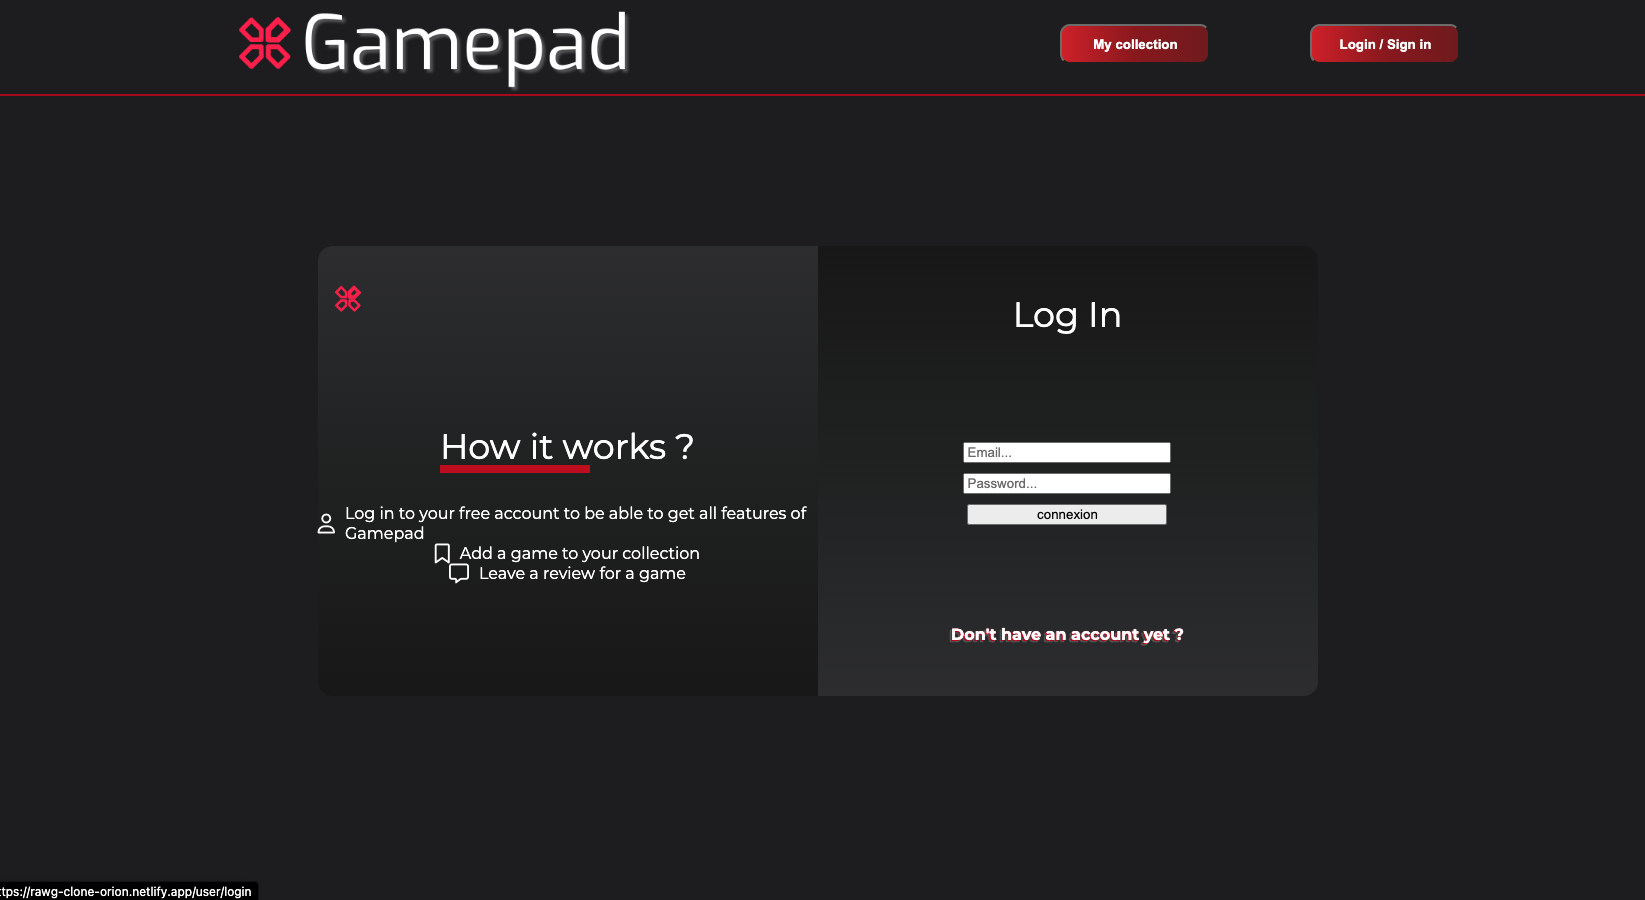 Gamepad
My collection
Login / Sign in
How it works ?
Log in to your free account to be able to get all features of
Gamepad
Add a game to your collection
Leave a review for a game
Log In
Email...
Password...
connexion
Don't have an account yet ?
ttps://rawg-clone-orion.netlify.app/user/login